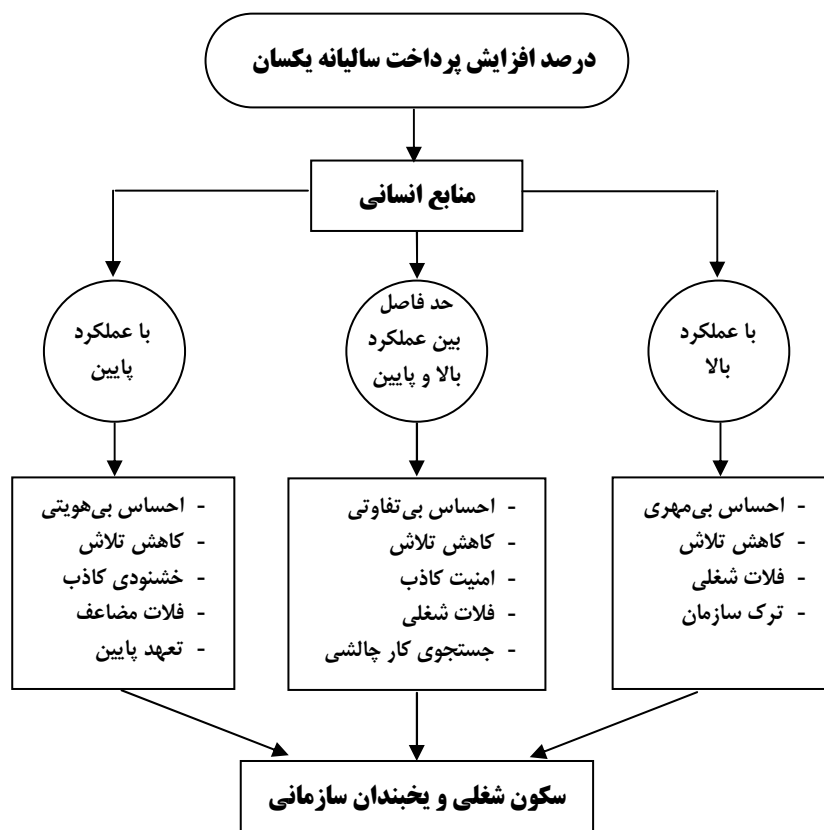 درصد افزایش پرداخت سالیانه یکسان
منابع انسانی
با عملکرد
بالا
حد فاصل
بین عملکرد
بالا و پایین
با عملکرد
پایین
- احساس بی‌مهری
- کاهش تلاش
- فلات شغلی
- ترک سازمان
- احساس بی‌تفاوتی
- کاهش تلاش
- امنیت کاذب
- فلات شغلی
- جستجوی کار چالشی
- احساس بی‌هویتی
- کاهش تلاش
- خشنودی کاذب
- فلات مضاعف
- تعهد پایین
سکون شغلی و یخبندان سازمانی